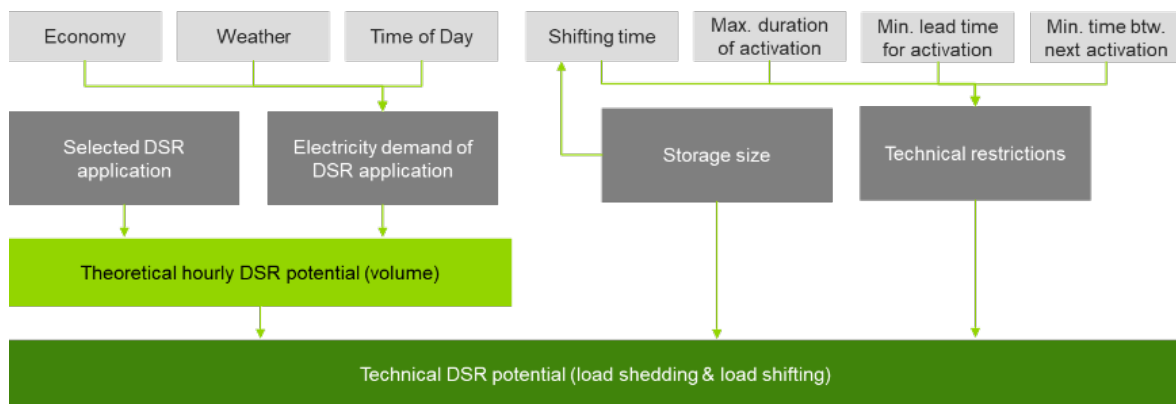 Economy
Weather
Time of Day
Shifting time
Max. duration
of activation
Min. lead time
for activation
Min. time btw.
next activation
Selected DSR
application
Electricity demand of
DSR application
Storage size
Technical restrictions
Theoretical hourly DSR potential (volume)
Technical DSR potential (load shedding & load shifting)